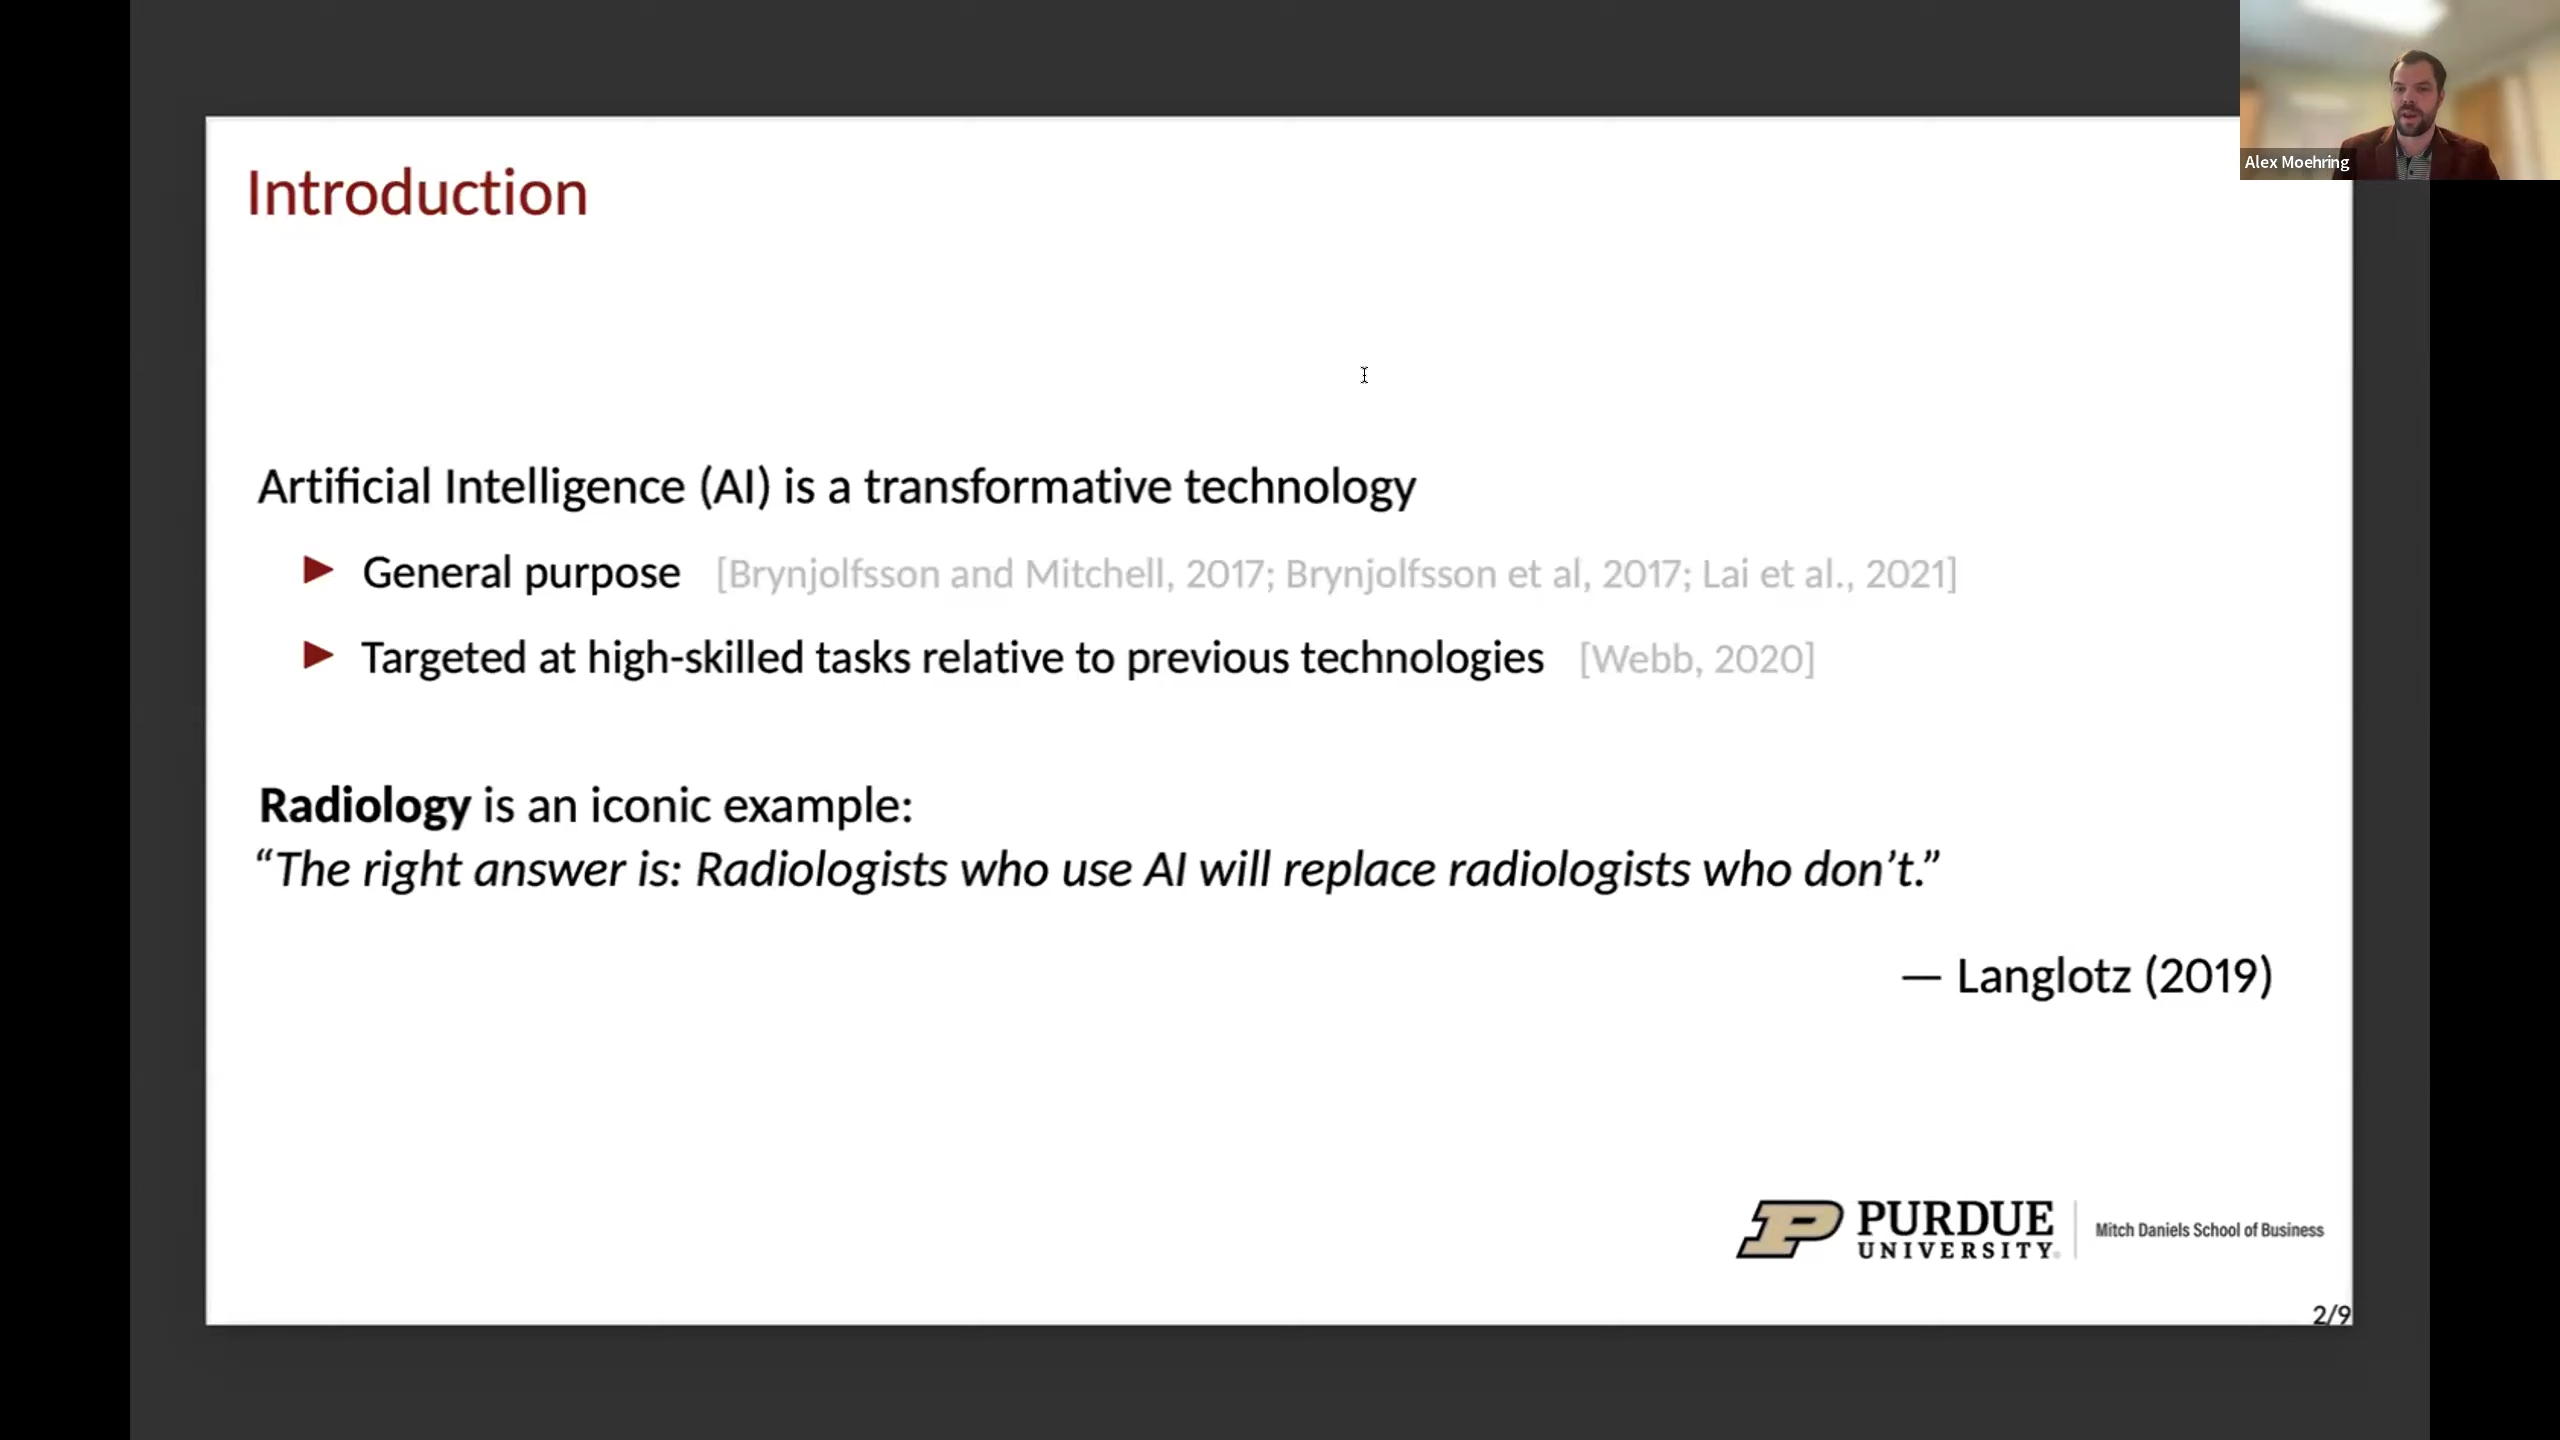 Alex Moehring
Introduction
Artificial Intelligence (AI) is a transformative technology
General purpose [Brynjolfsson and Mitchell, 2017; Brynjolfsson et al, 2017; Lai et al., 2021]
Targeted at high-skilled tasks relative to previous technologies [Webb, 2020]
Radiology is an iconic example:
“The right answer is: Radiologists who use AI will replace radiologists who don’t.”
— Langlotz (2019)
PURDUE
UNIVERSITY®
Mitch Daniels School of Business
2/9